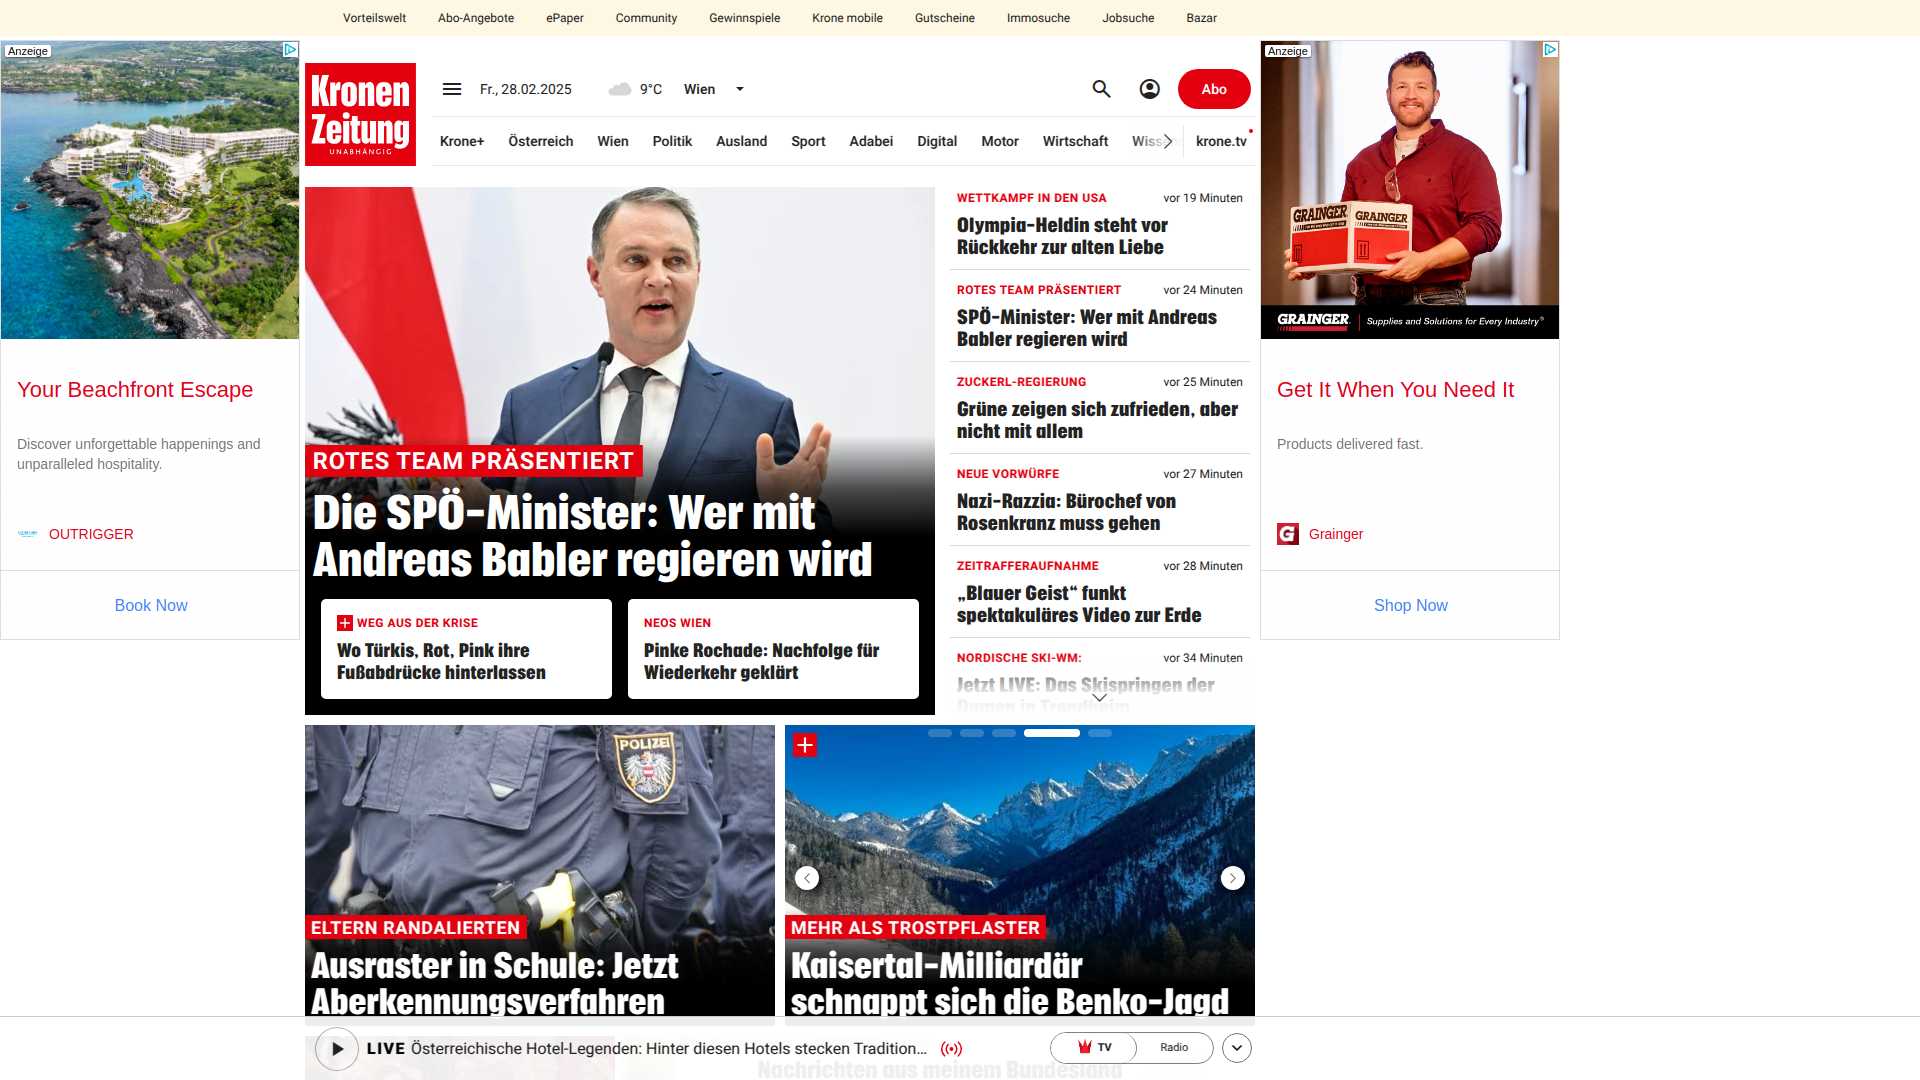 Vorteilswelt Abo-Angebote ePaper Community Gewinnspiele Krone mobile Gutscheine Immosuche Jobsuche Bazar
Anzeige
Your Beachfront Escape
Discover unforgettable happenings and
unparalleled hospitality.
OUTRIGGER
Book Now
Kronen
Zeitung
UNABHÄNGIG
Fr., 28.02.2025 9°C Wien
Abo
Krone+ Österreich Wien Politik Ausland Sport Adabei Digital Motor Wirtschaft Wiss krone.tv
ROTES TEAM PRÄSENTIERT
Die SPÖ-Minister: Wer mit
Andreas Babler regieren wird
WEG AUS DER KRISE
Wo Türkis, Rot, Pink ihre
Fußabdrücke hinterlassen
NEOS WIEN
Pinke Rochade: Nachfolge für
Wiederkehr geklärt
WETTKAMPF IN DEN USA vor 19 Minuten
Olympia-Heldin steht vor
Rückkehr zur alten Liebe
ROTES TEAM PRÄSENTIERT vor 24 Minuten
SPÖ-Minister: Wer mit Andreas
Babler regieren wird
ZUCKERL-REGIERUNG vor 25 Minuten
Grüne zeigen sich zufrieden, aber
nicht mit allem
NEUE VORWÜRFE vor 27 Minuten
Nazi-Razzia: Bürochef von
Rosenkranz muss gehen
ZEITRAFFERAUFNAHME vor 28 Minuten
„Blauer Geist“ funkt
spektakuläres Video zur Erde
NORDISCHE SKI-WM: vor 34 Minuten
Jetzt LIVE: Das Skispringen der
Damen in Trondheim
Anzeige
GRAINGER
GRAINGER
GRAINGER Supplies and Solutions for Every Industry®
Get It When You Need It
Products delivered fast.
Grainger
Shop Now
POLIZEI
ELTERN RANDALIERTEN
Ausraster in Schule: Jetzt
Aberkennungsverfahren
MEHR ALS TROSTPFLASTER
Kaisertal-Milliardär
schnappt sich die Benko-Jagd
LIVE Österreichische Hotel-Legenden: Hinter diesen Hotels stecken Tradition...
TV Radio
Nachrichten aus meinem Bundesland